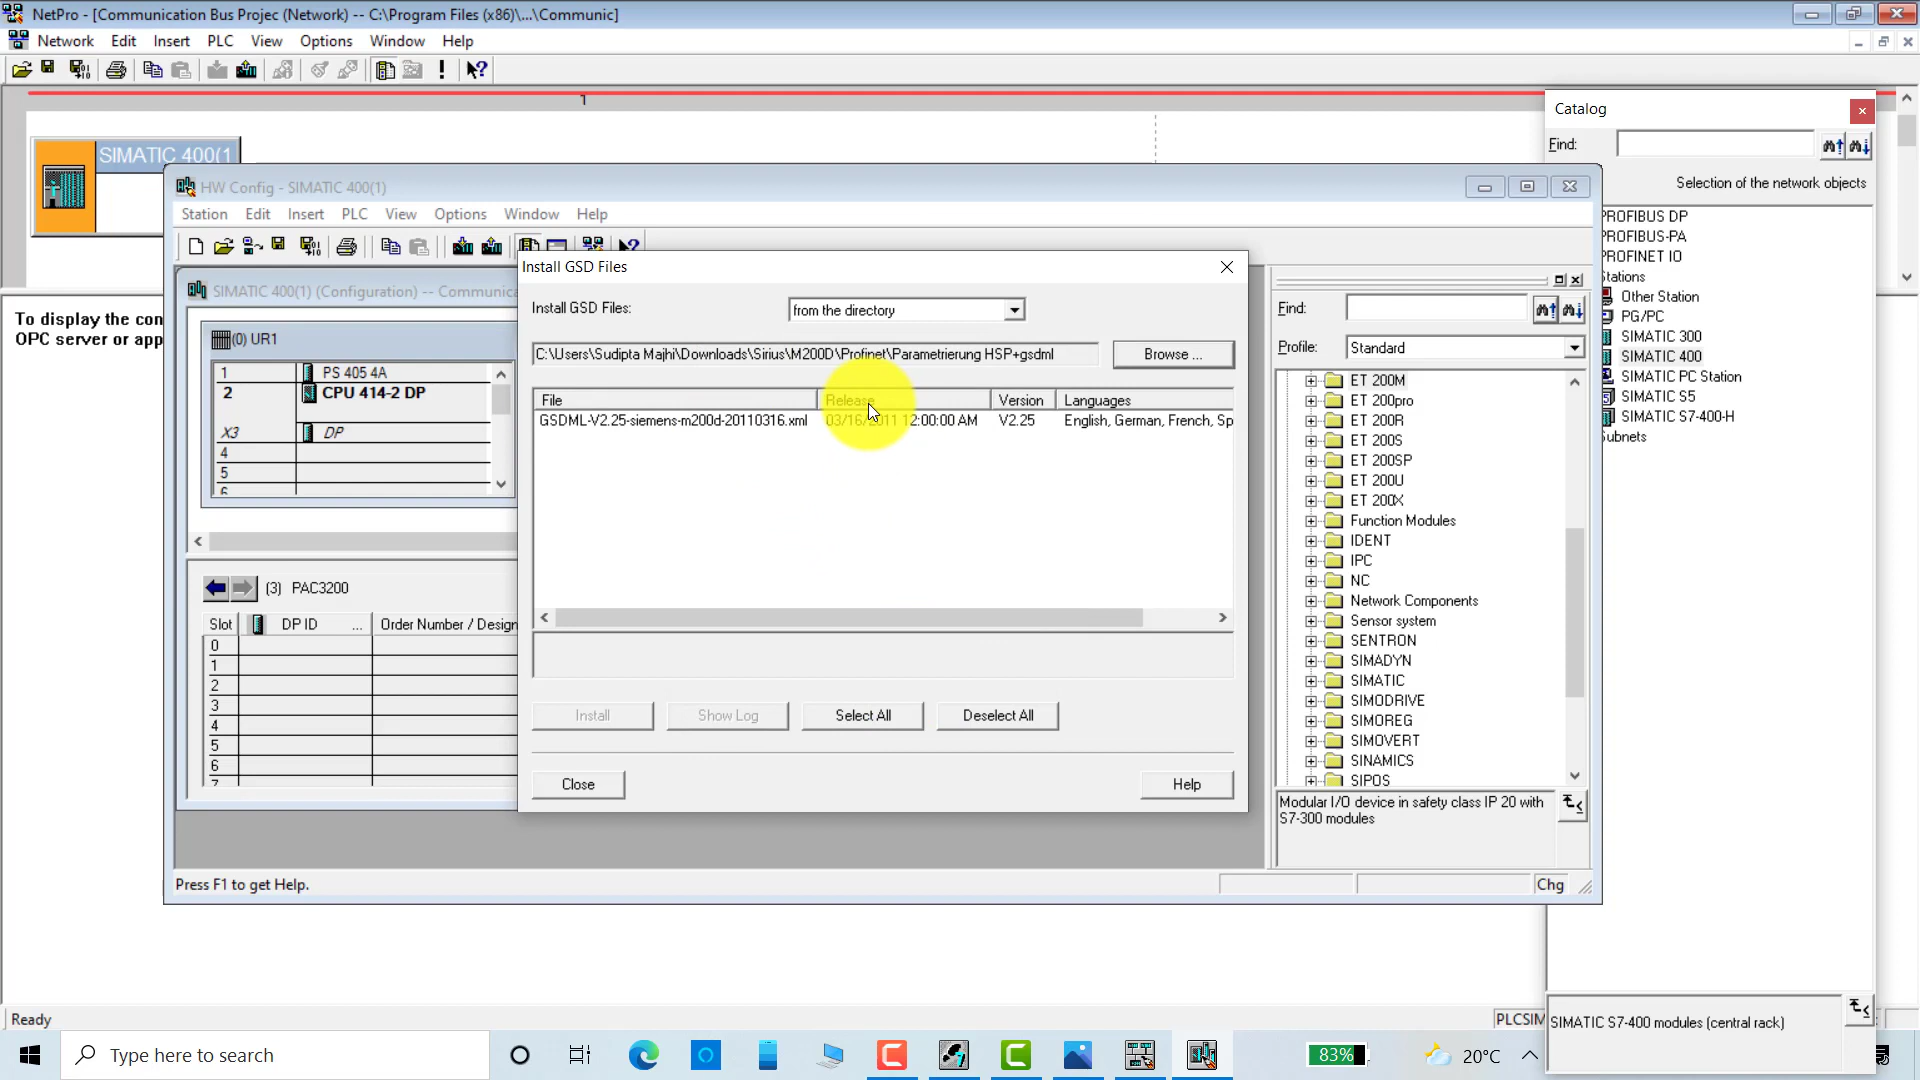 NetPro - [Communication Bus Projec (Network) -- C:\Program Files (x86)\...\Communic]
Network Edit Insert PLC View Options Window Help
1
SIMATIC 400(1
To display the con
OPC server or app
HW Config - SIMATIC 400(1)
Station Edit Insert PLC View Options Window Help
SIMATIC 400(1) (Configuration) -- Communica
(0) UR1
1 PS 405 4A
2 CPU 414-2 DP
X3 DP
4
5
6
(3) PAC3200
Slot DP ID ... Order Number / Design
0
1
2
3
4
5
6
7
Press F1 to get Help.
Chg
Install GSD Files
Install GSD Files: from the directory
C:\Users\Sudipta Majhi\Downloads\Sirius\M200D\Profinet\Parametrierung HSP+gsdml Browse ...
File Release Version Languages
GSDML-V2.25-siemens-m200d-20110316.xml 03/16/2011 12:00:00 AM V2.25 English, German, French, Sp
Install Show Log Select All Deselect All
Close Help
Find:
Profile: Standard
ET 200M
ET 200pro
ET 200R
ET 200S
ET 200SP
ET 200U
ET 200X
Function Modules
IDENT
IPC
NC
Network Components
Sensor system
SENTRON
SIMADYN
SIMATIC
SIMODRIVE
SIMOREG
SIMOVERT
SINAMICS
SIPOS
Modular I/O device in safety class IP 20 with
S7-300 modules
Catalog
Find:
Selection of the network objects
PROFIBUS DP
PROFIBUS-PA
PROFINET IO
Stations
Other Station
PG/PC
SIMATIC 300
SIMATIC 400
SIMATIC PC Station
SIMATIC S5
SIMATIC S7-400-H
Subnets
SIMATIC S7-400 modules (central rack)
Ready
PLCSIM
Type here to search
83%
20°C